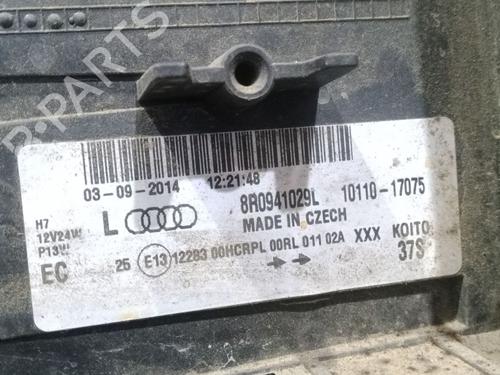 B-PARTS
03-09-2014 12:21:48
8R0941029L 10110-17075
MADE IN CZECH
H7
12V24W
P13W
L
EC
25 E13 12283 00HCRPL 00RL 011 02A XXX KOITO
37S